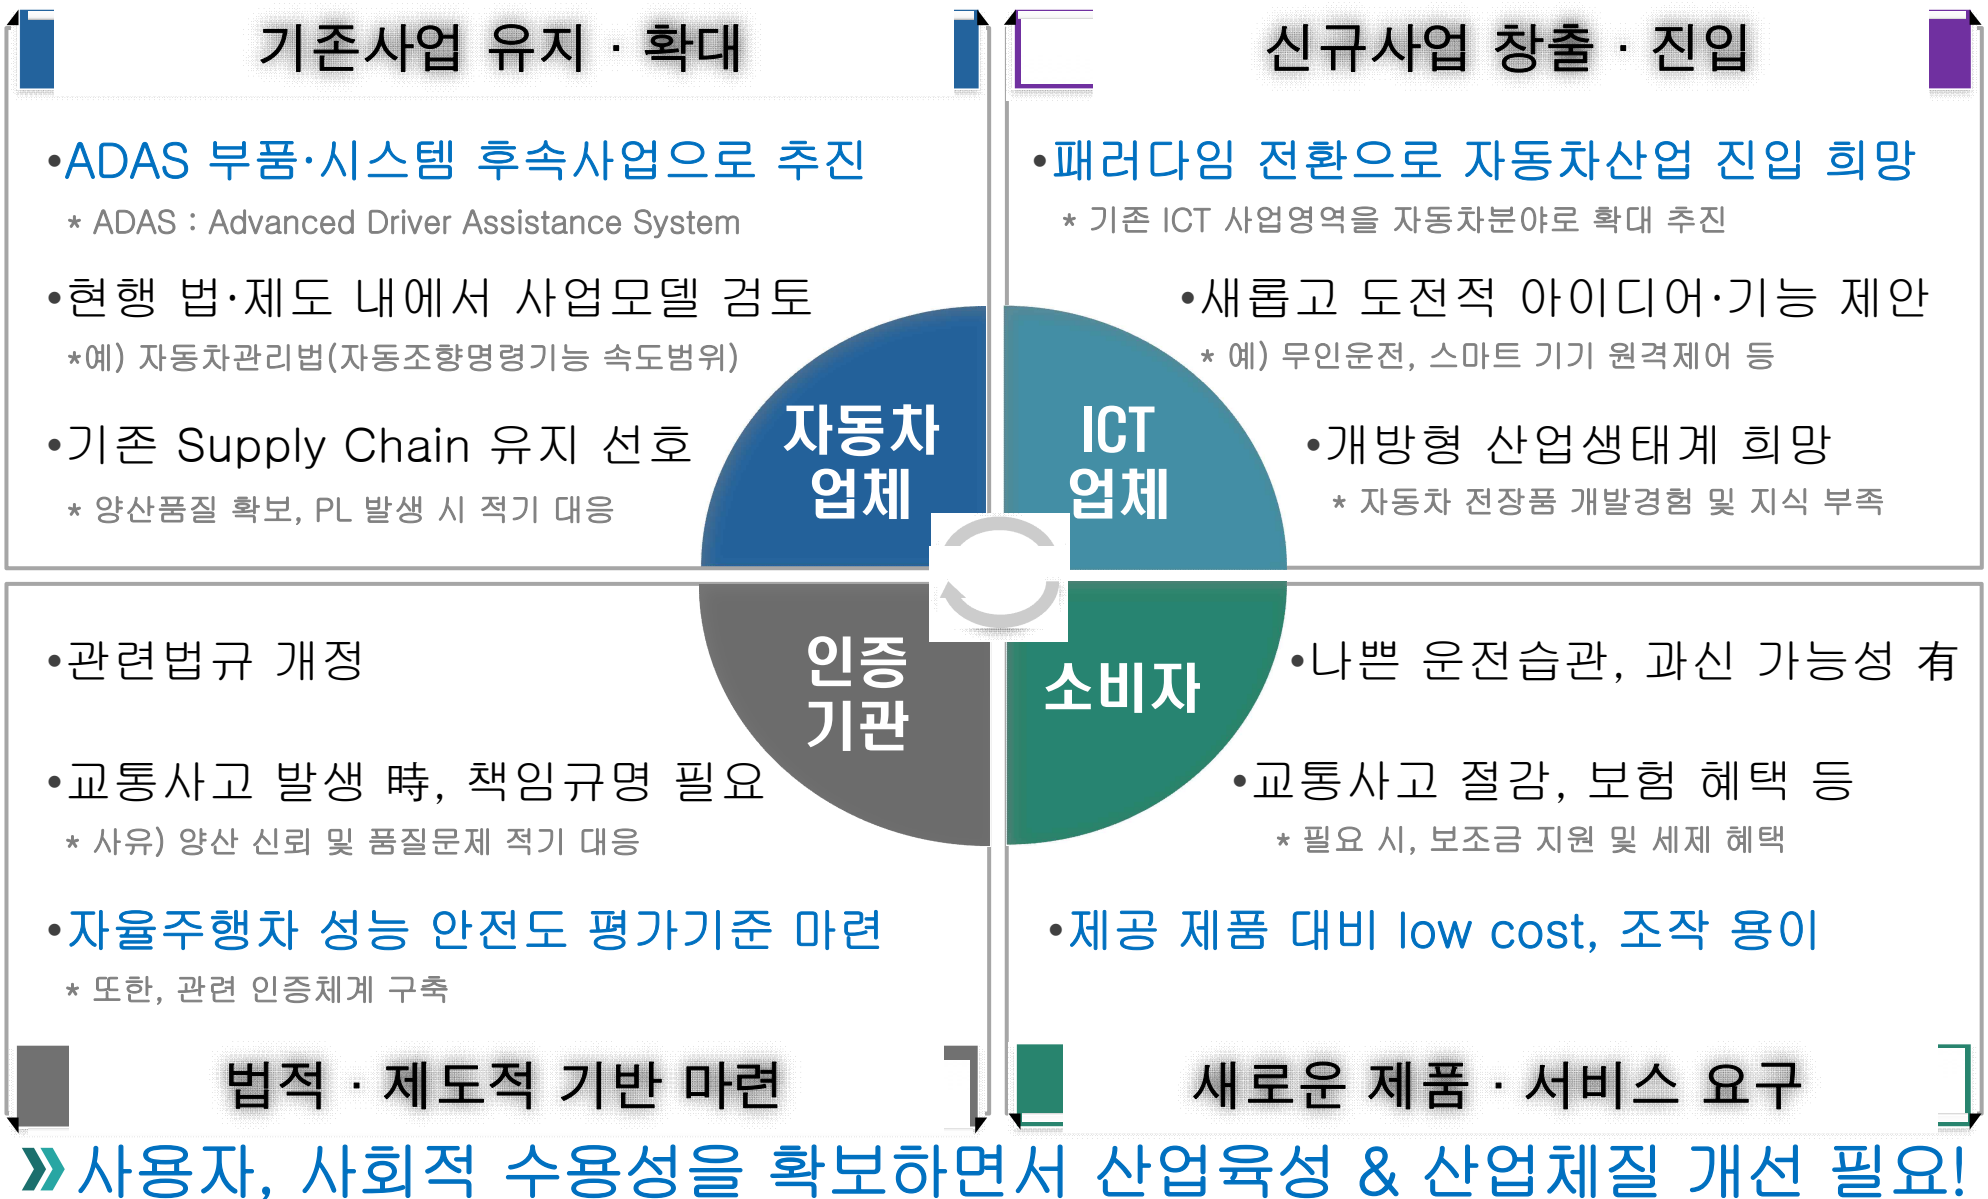 기존사업 유지 · 확대
•ADAS 부품·시스템 후속사업으로 추진
* ADAS : Advanced Driver Assistance System
•현행 법·제도 내에서 사업모델 검토
*예) 자동차관리법(자동조향명령기능 속도범위)
•기존 Supply Chain 유지 선호
* 양산품질 확보, PL 발생 시 적기 대응
자동차
업체
신규사업 창출 · 진입
•패러다임 전환으로 자동차산업 진입 희망
* 기존 ICT 사업영역을 자동차분야로 확대 추진
•새롭고 도전적 아이디어·기능 제안
* 예) 무인운전, 스마트 기기 원격제어 등
•개방형 산업생태계 희망
* 자동차 전장품 개발경험 및 지식 부족
ICT
업체
인증
기관
•관련법규 개정
•교통사고 발생 時, 책임규명 필요
* 사유) 양산 신뢰 및 품질문제 적기 대응
•자율주행차 성능 안전도 평가기준 마련
* 또한, 관련 인증체계 구축
법적 · 제도적 기반 마련
소비자
•나쁜 운전습관, 과신 가능성 有
•교통사고 절감, 보험 혜택 등
* 필요 시, 보조금 지원 및 세제 혜택
•제공 제품 대비 low cost, 조작 용이
새로운 제품 · 서비스 요구
사용자, 사회적 수용성을 확보하면서 산업육성 & 산업체질 개선 필요!